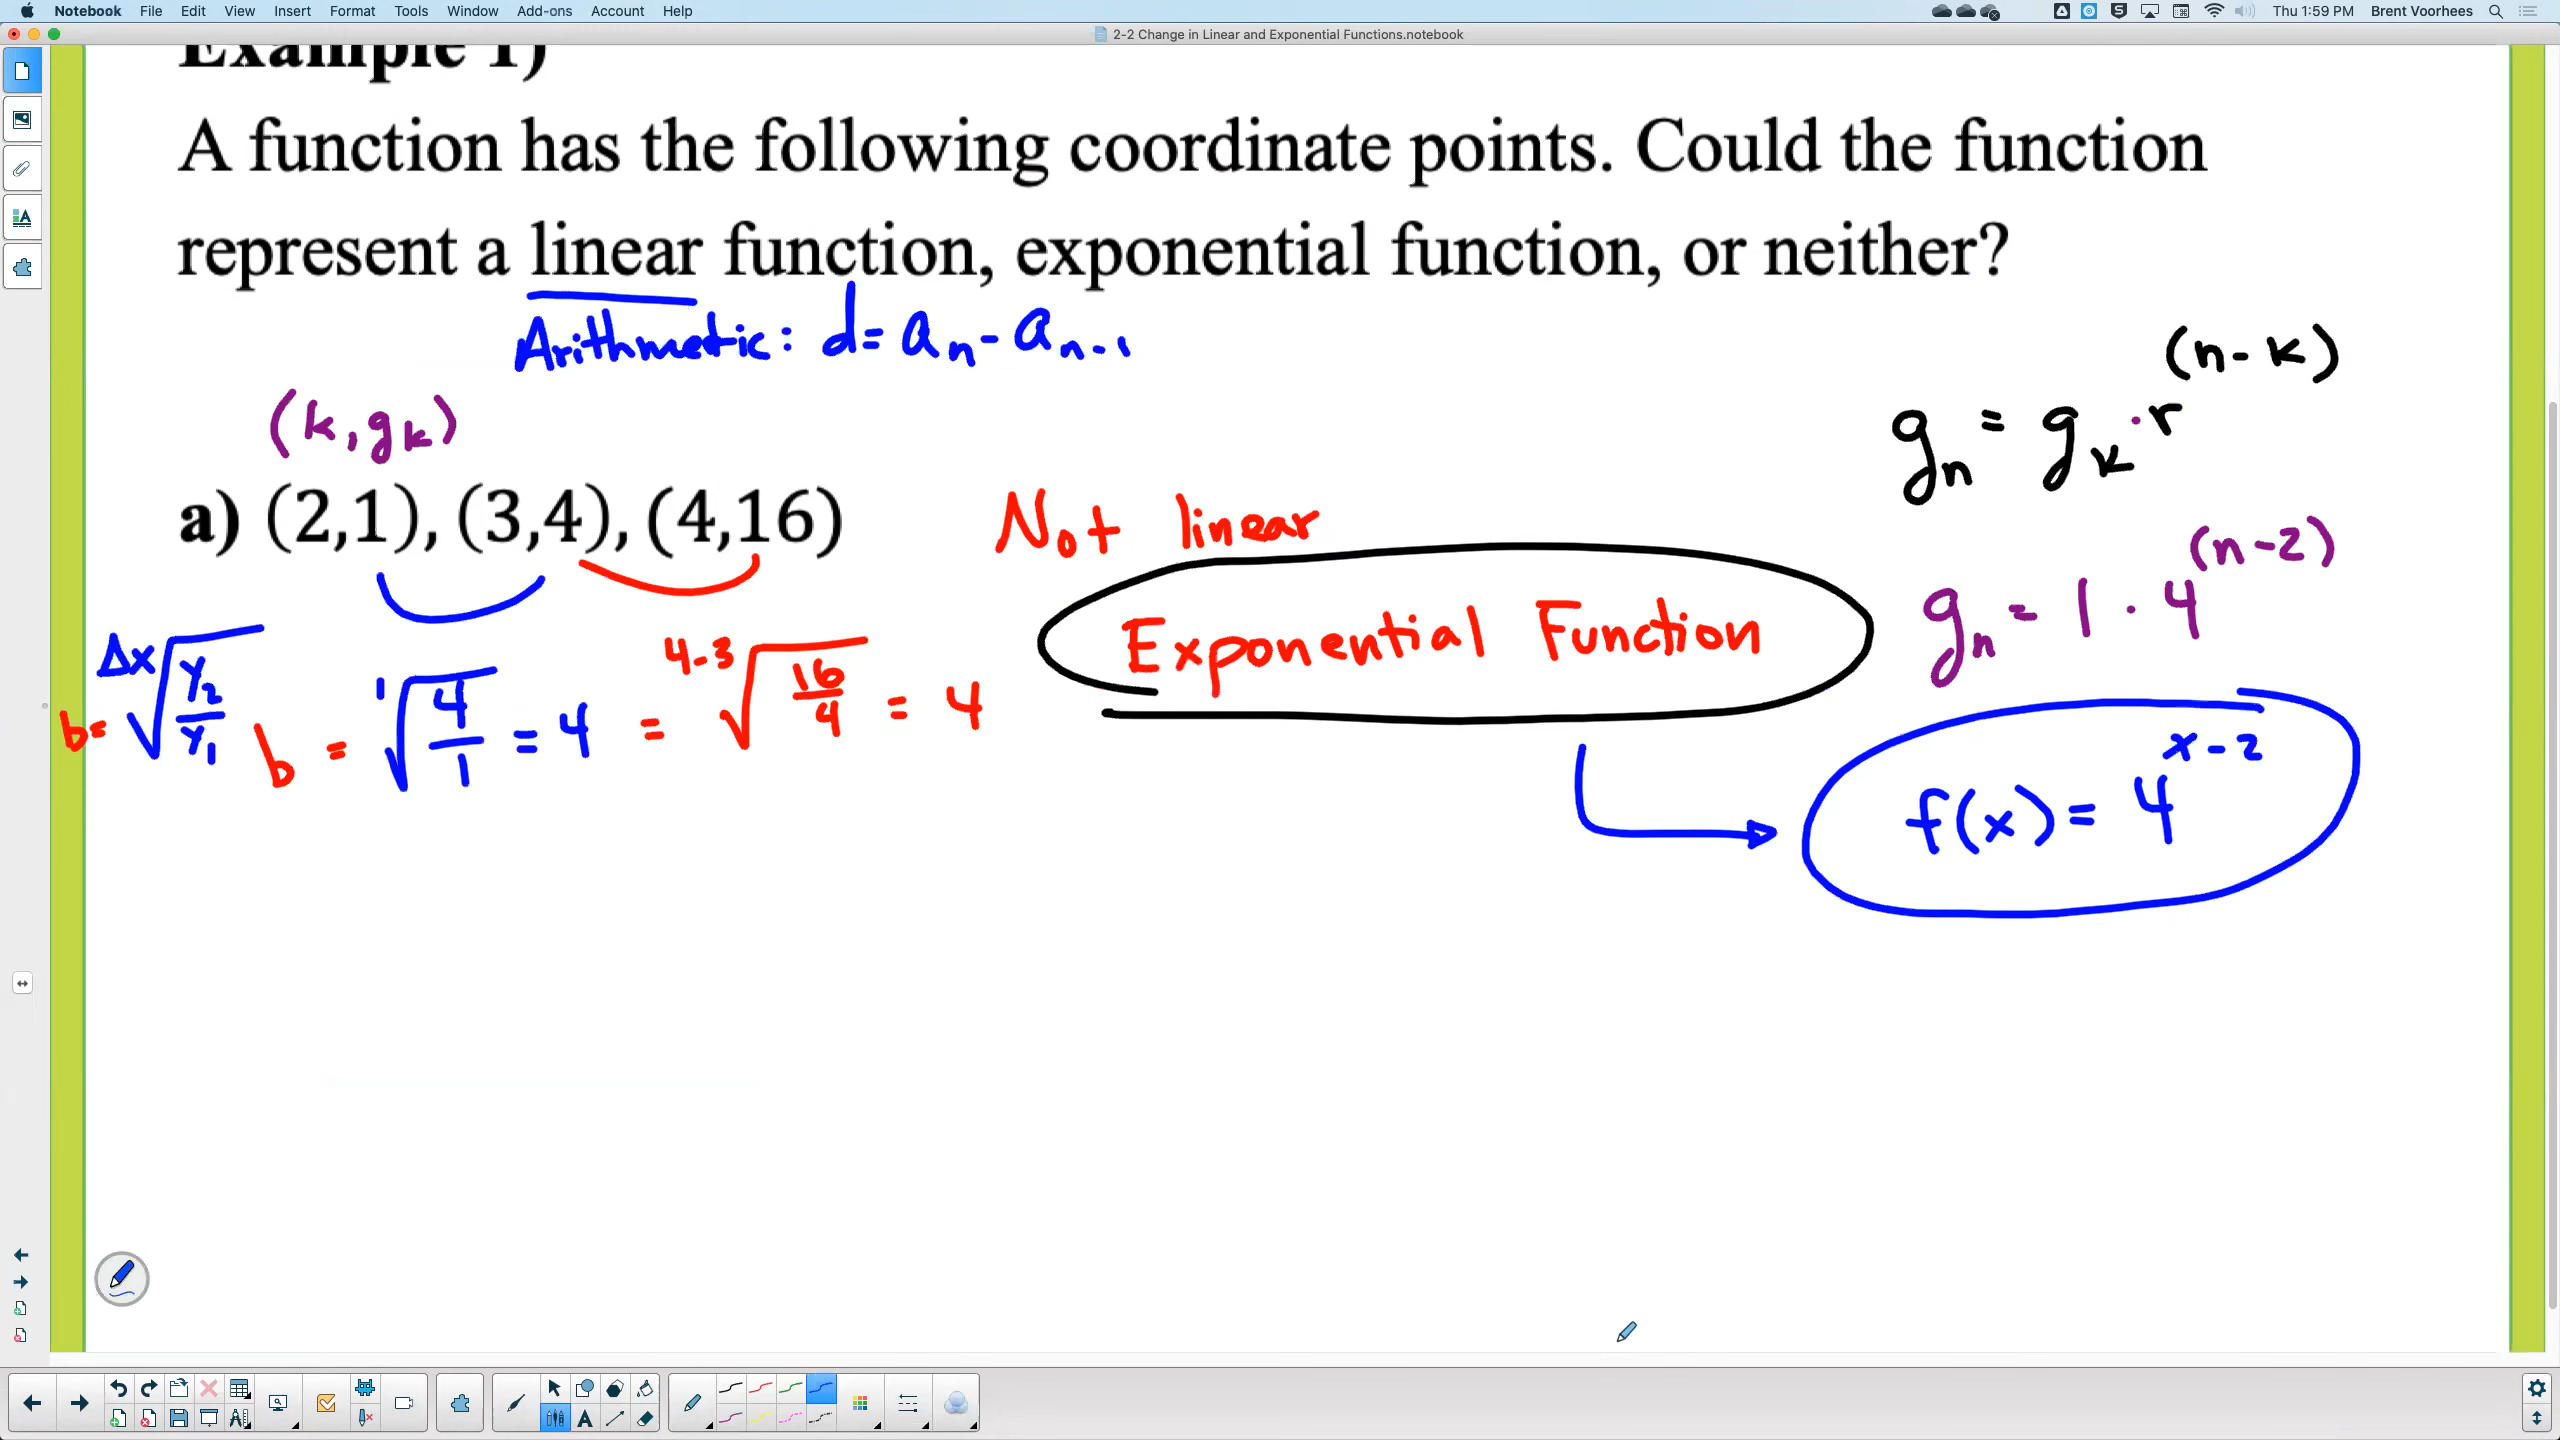 Notebook File Edit View Insert Format Tools Window Add-ons Account Help Thu 1:59 PM Brent Voorhees
2-2 Change in Linear and Exponential Functions.notebook
Example 1)
A function has the following coordinate points. Could the function
represent a linear function, exponential function, or neither?
Arithmetic: d = aₙ - aₙ₋₁
(k, gₖ)
gₙ = gₖ · r^(n-k)
a) (2,1), (3,4), (4,16)
Not linear
Exponential Function
gₙ = 1 · 4^(n-2)
b = Δx√(y₂/y₁)
b = 1√(4/1) = 4 = 4-3√(16/4) = 4
f(x) = 4^(x-2)